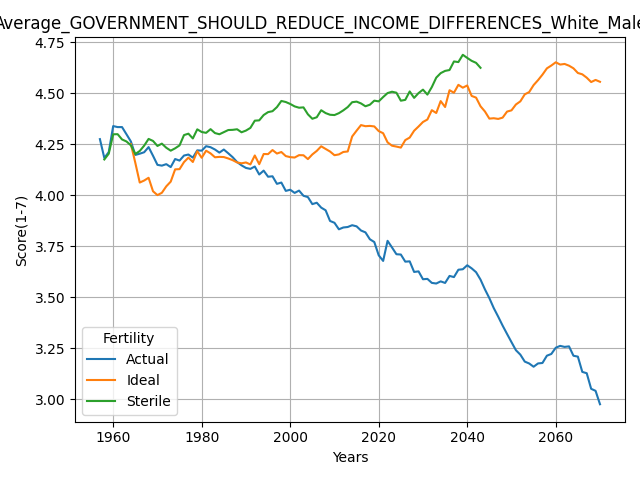 Average_GOVERNMENT_SHOULD_REDUCE_INCOME_DIFFERENCES_White_Male
Score(1-7)
4.75
4.50
4.25
4.00
3.75
3.50
3.25
3.00
Fertility
Actual
Ideal
Sterile
1960 1980 2000 2020 2040 2060
Years